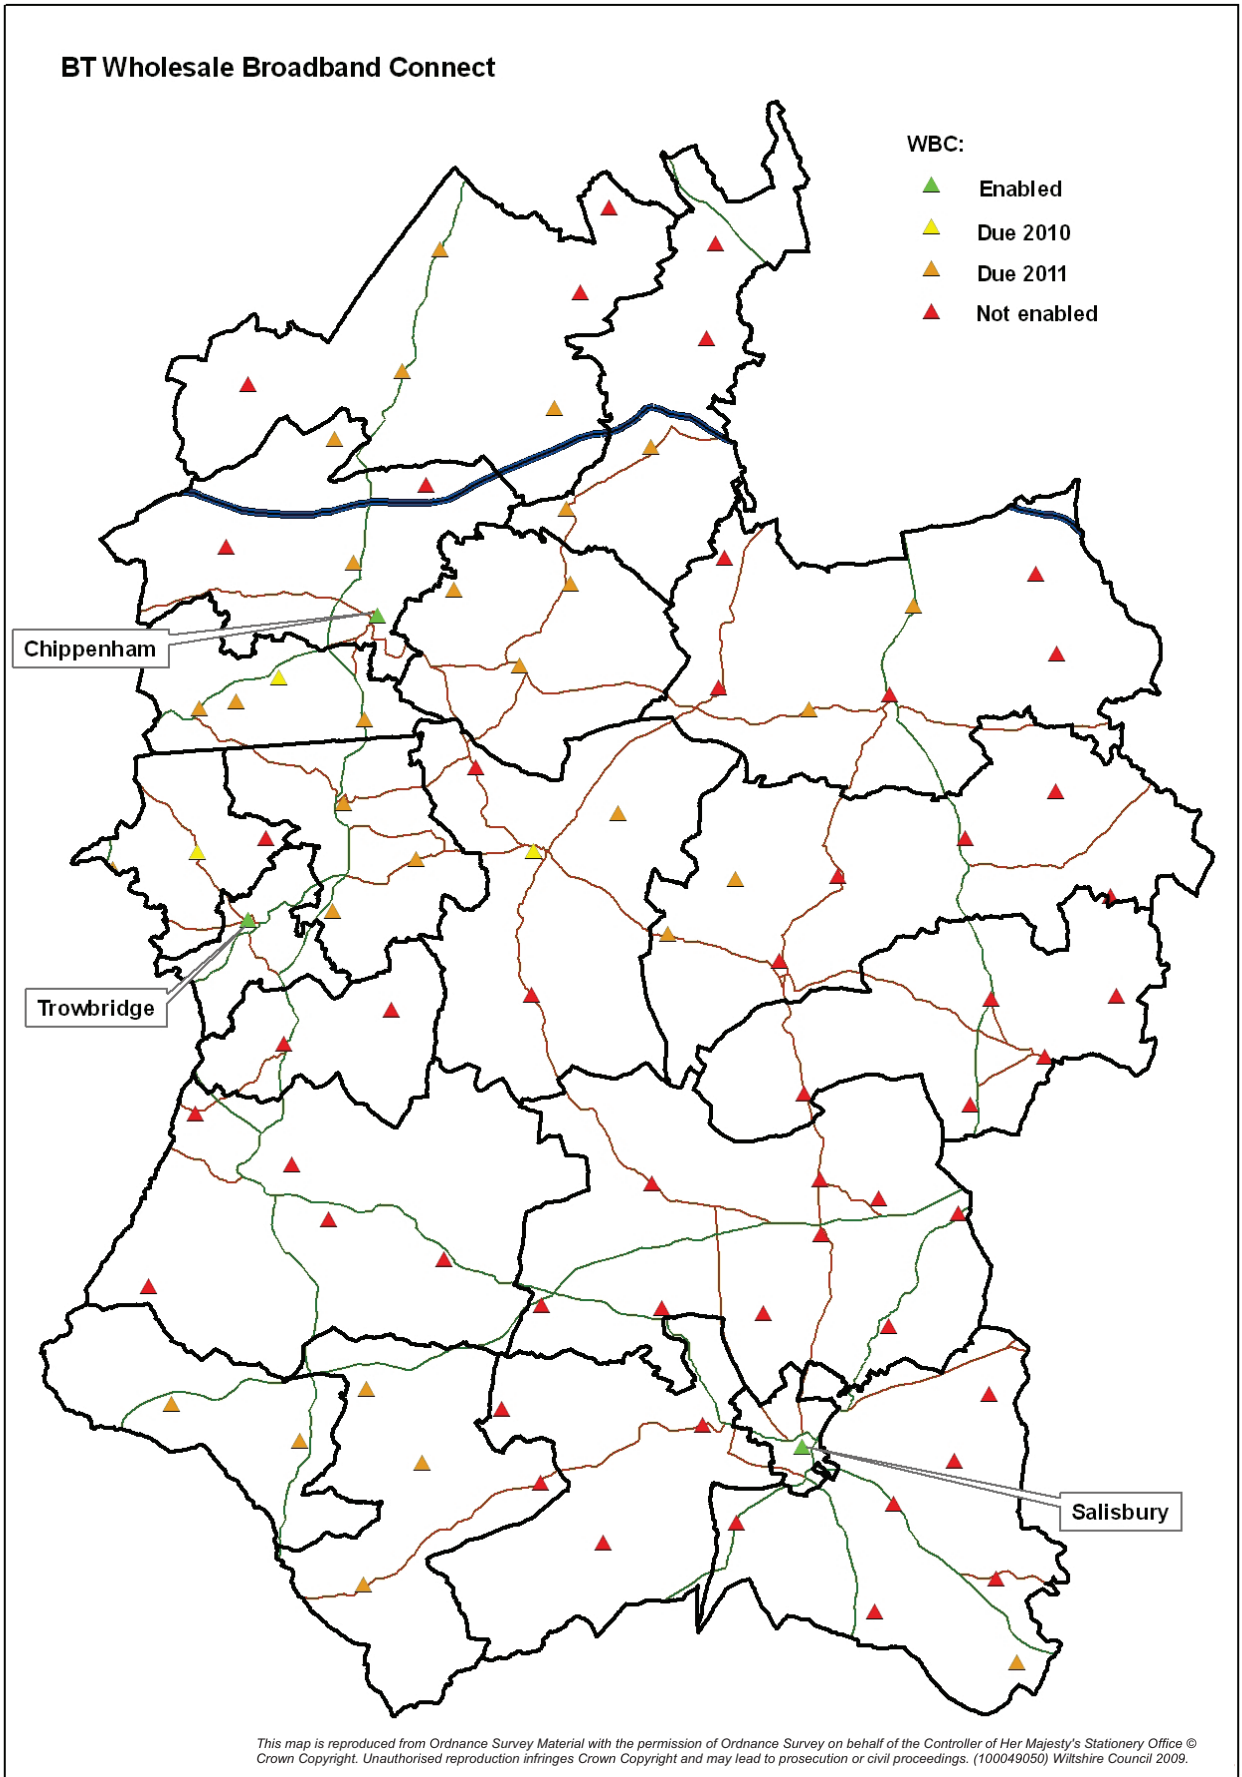 BT Wholesale Broadband Connect
WBC:
Enabled
Due 2010
Due 2011
Not enabled
Chippenham
Trowbridge
Salisbury
This map is reproduced from Ordnance Survey Material with the permission of Ordnance Survey on behalf of the Controller of Her Majesty's Stationery Office ©
Crown Copyright. Unauthorised reproduction infringes Crown Copyright and may lead to prosecution or civil proceedings. (100049050) Wiltshire Council 2009.